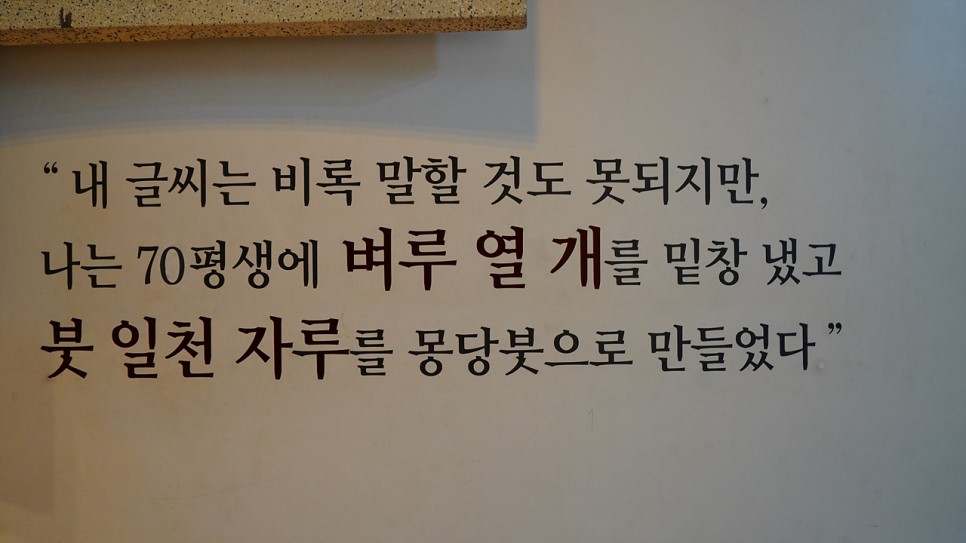 “ 내 글씨는 비록 말할 것도 못되지만,
나는 70평생에 벼루 열 개를 밑창 냈고
붓 일천 자루를 몽당붓으로 만들었다 ”